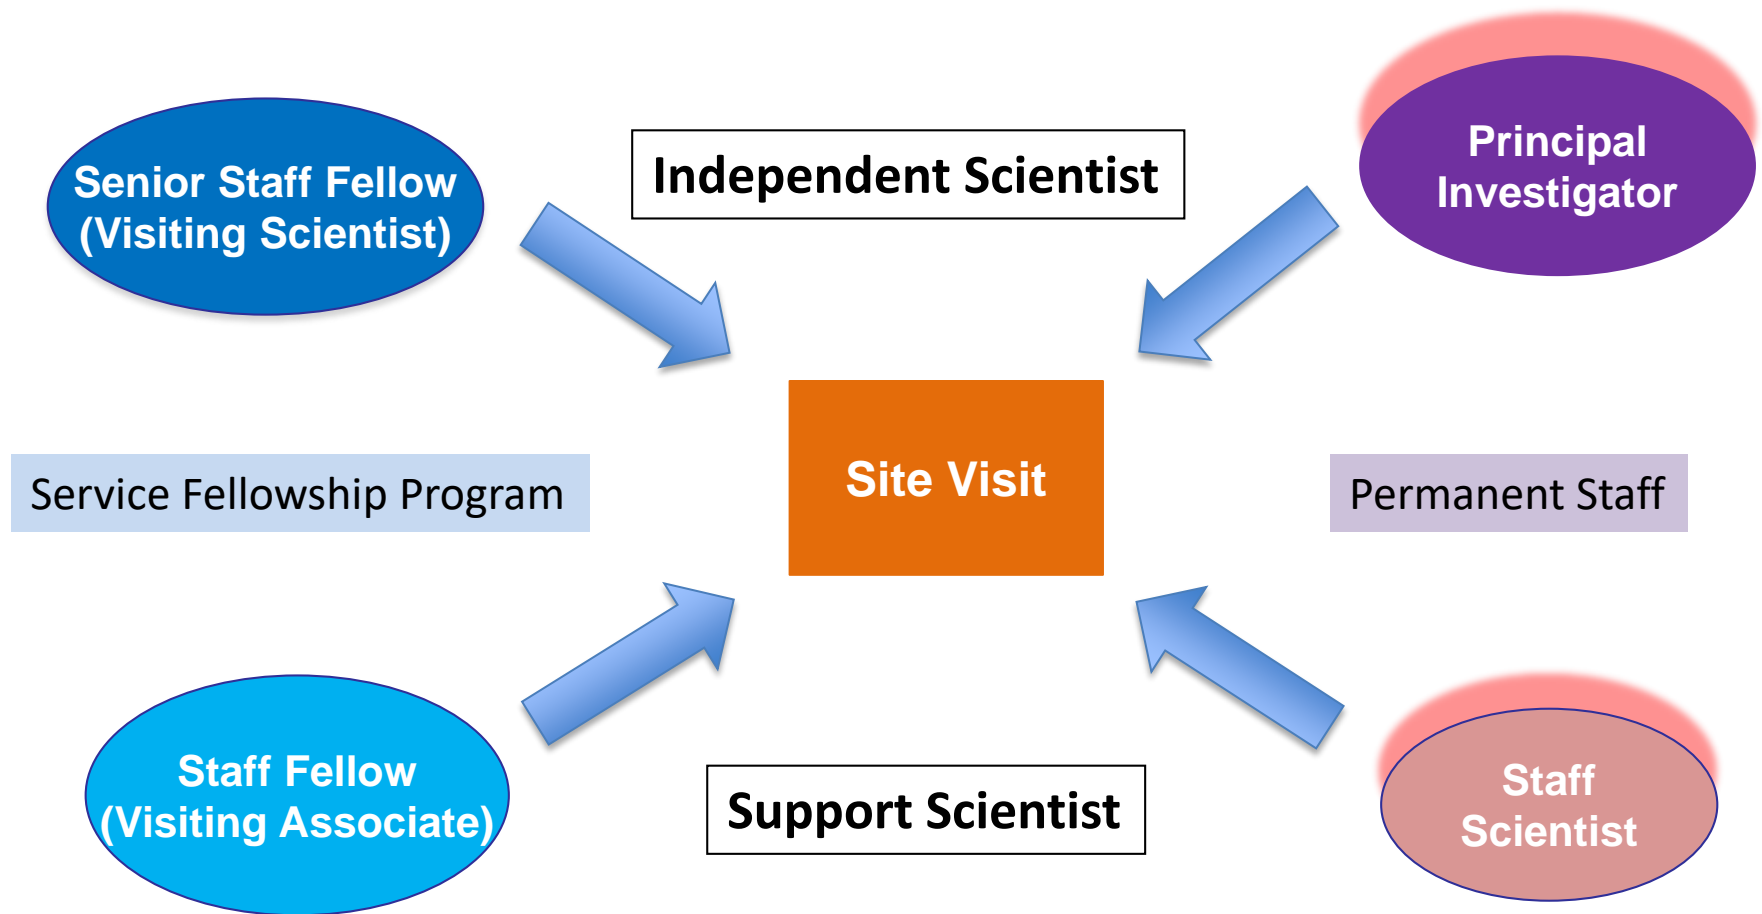 Senior Staff Fellow
(Visiting Scientist)
Independent Scientist
Principal
Investigator
Service Fellowship Program
Site Visit
Permanent Staff
Staff Fellow
(Visiting Associate)
Support Scientist
Staff
Scientist